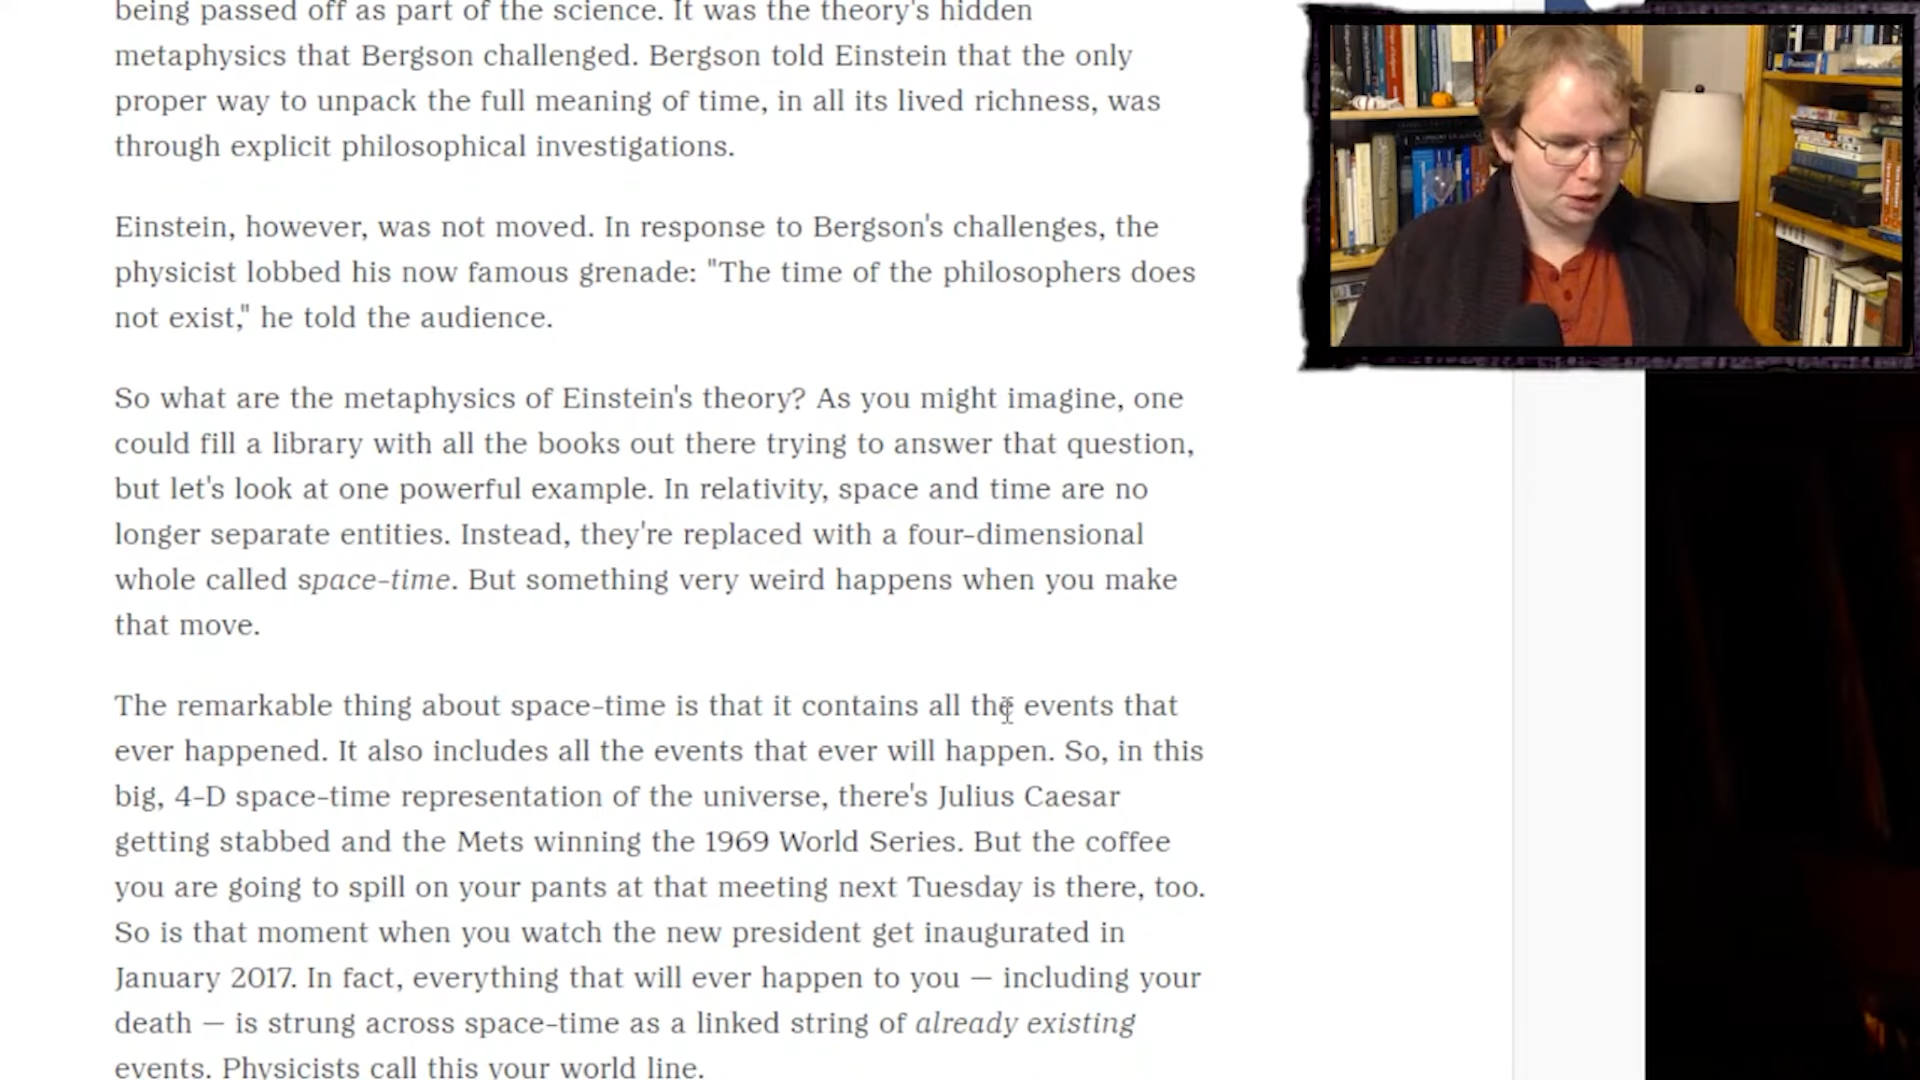 being passed off as part of the science. It was the theory's hidden
metaphysics that Bergson challenged. Bergson told Einstein that the only
proper way to unpack the full meaning of time, in all its lived richness, was
through explicit philosophical investigations.
Einstein, however, was not moved. In response to Bergson's challenges, the
physicist lobbed his now famous grenade: "The time of the philosophers does
not exist," he told the audience.
So what are the metaphysics of Einstein's theory? As you might imagine, one
could fill a library with all the books out there trying to answer that question,
but let's look at one powerful example. In relativity, space and time are no
longer separate entities. Instead, they're replaced with a four-dimensional
whole called space-time. But something very weird happens when you make
that move.
The remarkable thing about space-time is that it contains all the events that
ever happened. It also includes all the events that ever will happen. So, in this
big, 4-D space-time representation of the universe, there's Julius Caesar
getting stabbed and the Mets winning the 1969 World Series. But the coffee
you are going to spill on your pants at that meeting next Tuesday is there, too.
So is that moment when you watch the new president get inaugurated in
January 2017. In fact, everything that will ever happen to you — including your
death — is strung across space-time as a linked string of already existing
events. Physicists call this your world line.
Russian